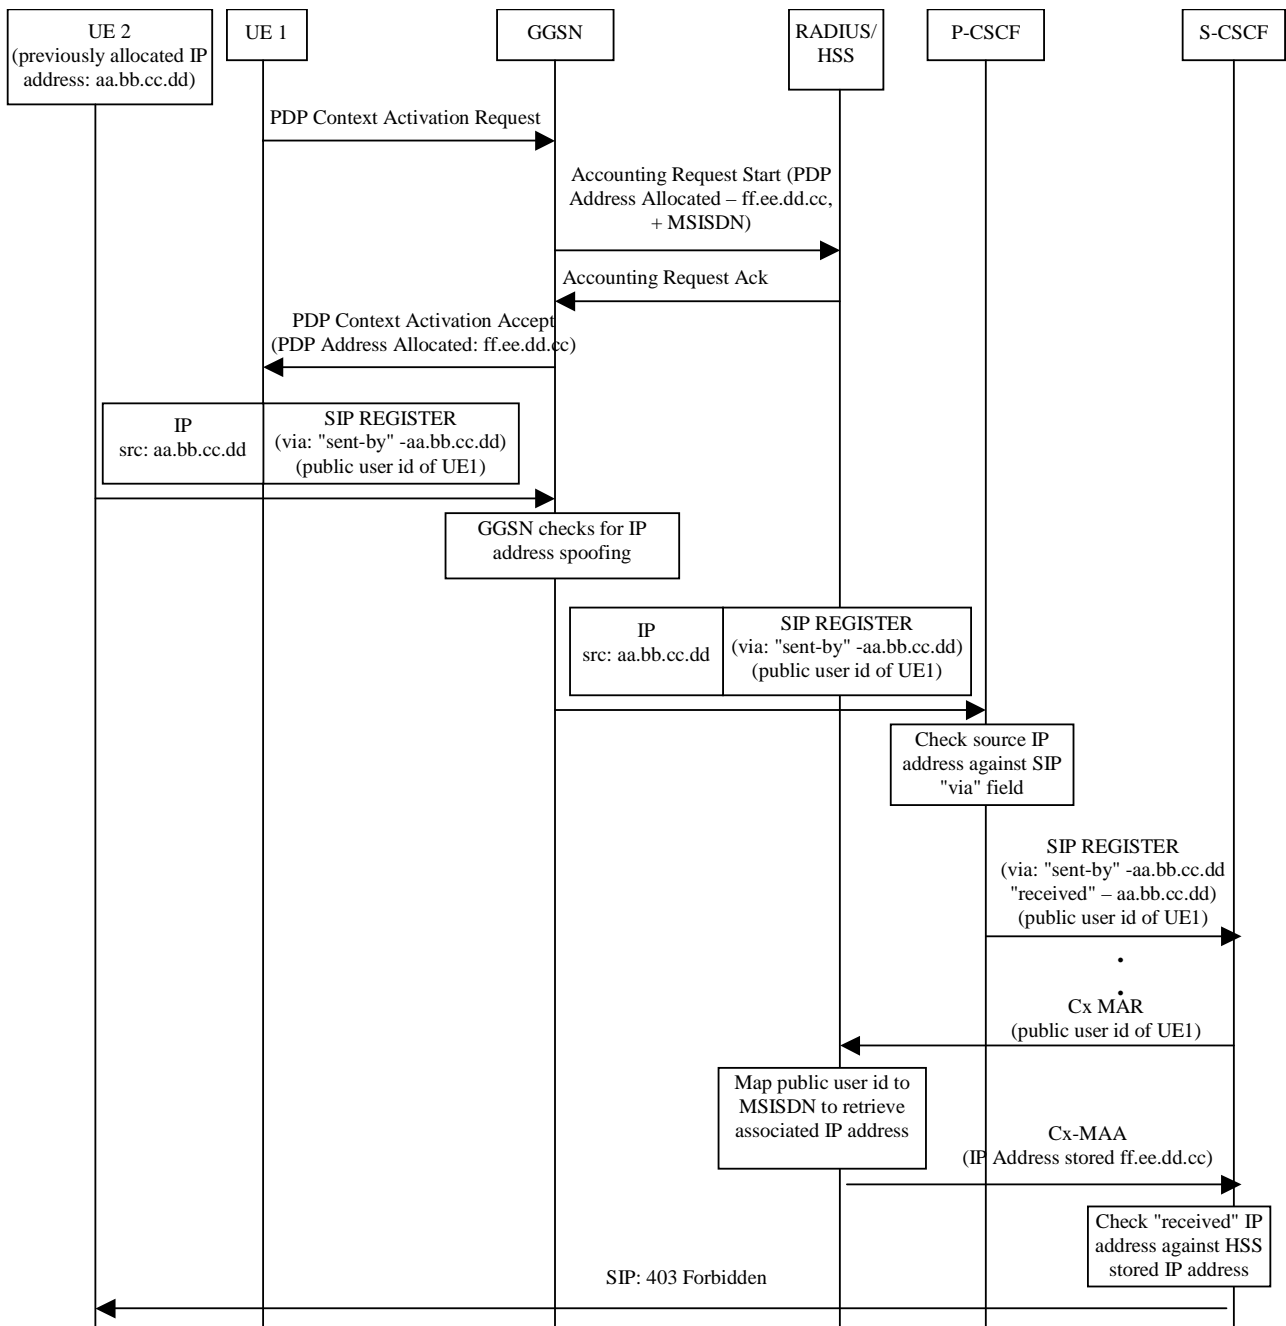 UE 2
(previously allocated IP
address: aa.bb.cc.dd)
UE 1
GGSN
RADIUS/
HSS
P-CSCF
S-CSCF
PDP Context Activation Request
Accounting Request Start (PDP
Address Allocated – ff.ee.dd.cc,
+ MSISDN)
Accounting Request Ack
PDP Context Activation Accept
(PDP Address Allocated: ff.ee.dd.cc)
IP
src: aa.bb.cc.dd
SIP REGISTER
(via: "sent-by" -aa.bb.cc.dd)
(public user id of UE1)
GGSN checks for IP
address spoofing
IP
src: aa.bb.cc.dd
SIP REGISTER
(via: "sent-by" -aa.bb.cc.dd)
(public user id of UE1)
Check source IP
address against SIP
"via" field
SIP REGISTER
(via: "sent-by" -aa.bb.cc.dd
"received" – aa.bb.cc.dd)
(public user id of UE1)
.
.
Cx MAR
(public user id of UE1)
Map public user id to
MSISDN to retrieve
associated IP address
Cx-MAA
(IP Address stored ff.ee.dd.cc)
Check "received" IP
address against HSS
stored IP address
SIP: 403 Forbidden